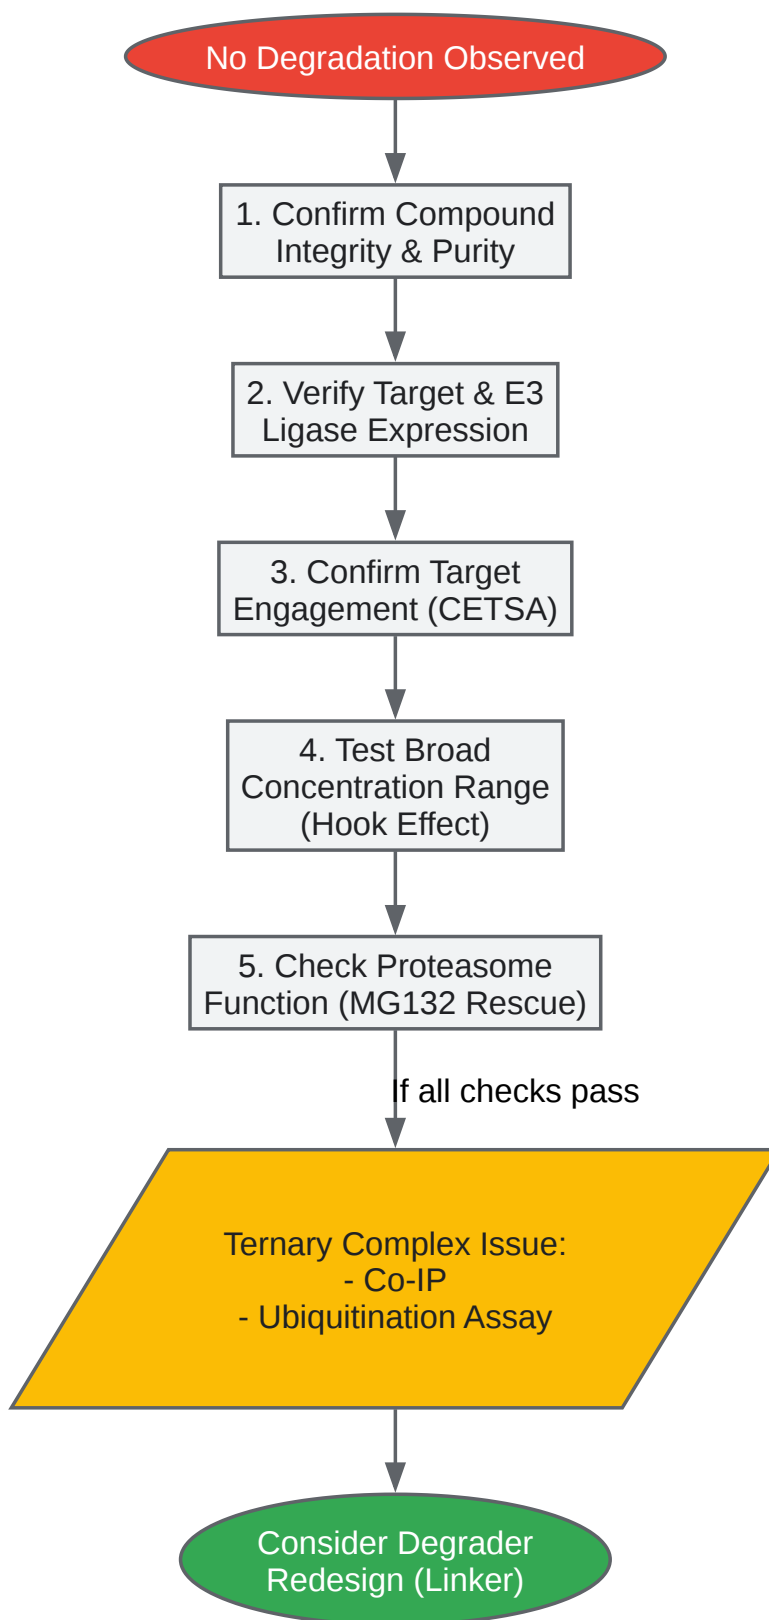 No Degradation Observed
1. Confirm Compound
Integrity & Purity
2. Verify Target & E3
Ligase Expression
3. Confirm Target
Engagement (CETSA)
4. Test Broad
Concentration Range
(Hook Effect)
5. Check Proteasome
Function (MG132 Rescue)
If all checks pass
Ternary Complex Issue:
- Co-IP
- Ubiquitination Assay
Consider Degrader
Redesign (Linker)